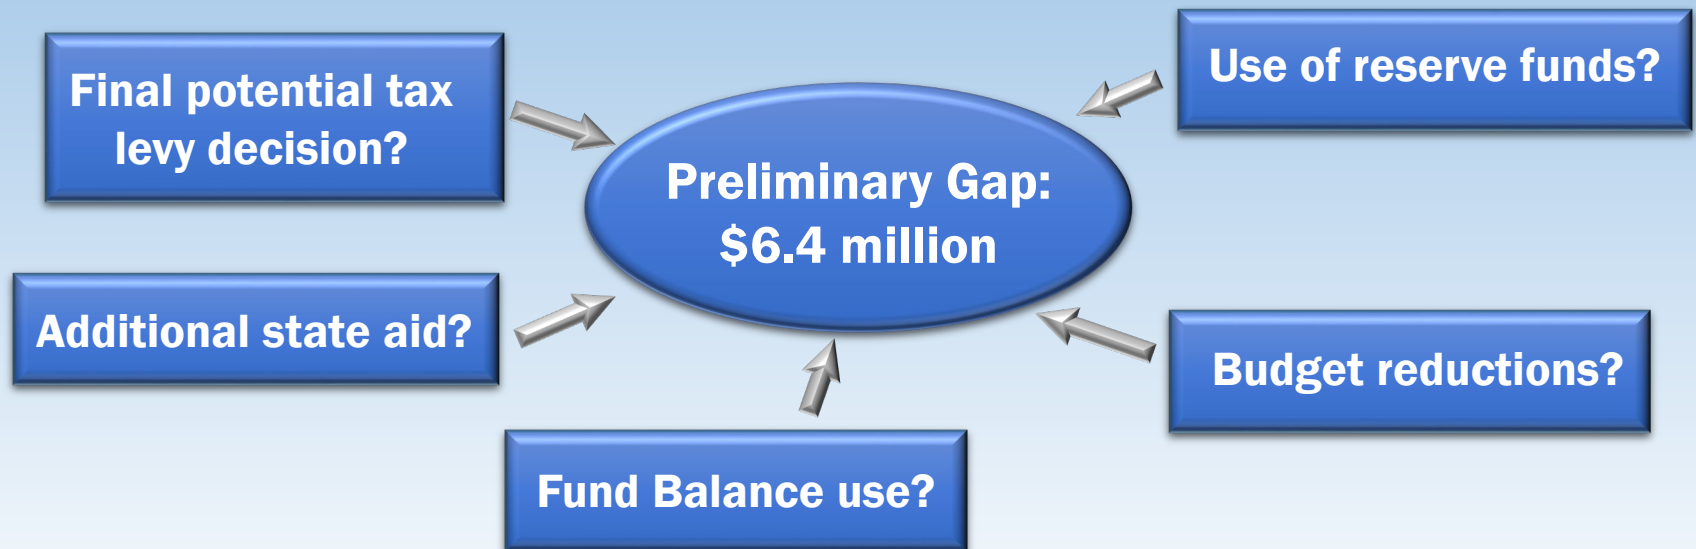 Final potential tax
levy decision?
Use of reserve funds?
Preliminary Gap:
$6.4 million
Additional state aid?
Budget reductions?
Fund Balance use?